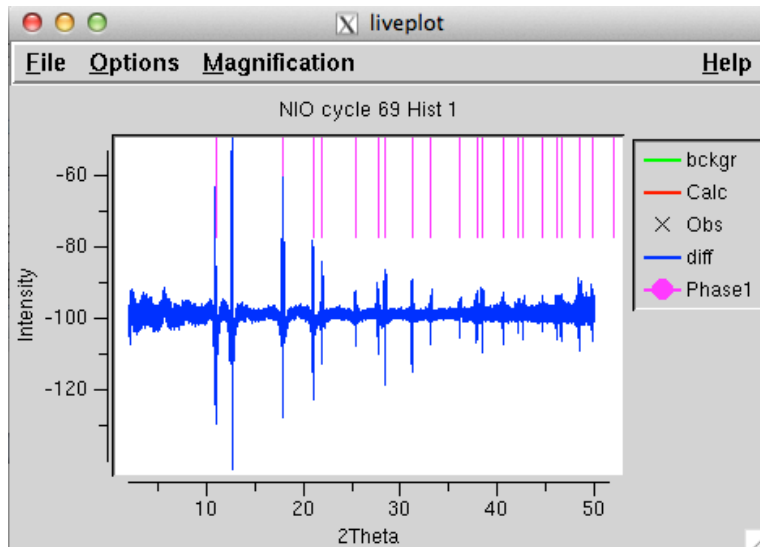 liveplot
File Options Magnification Help
NIO cycle 69 Hist 1
bckgr
Calc
Obs
diff
Phase1
Intensity
-60
-80
-100
-120
10 20 30 40 50
2Theta